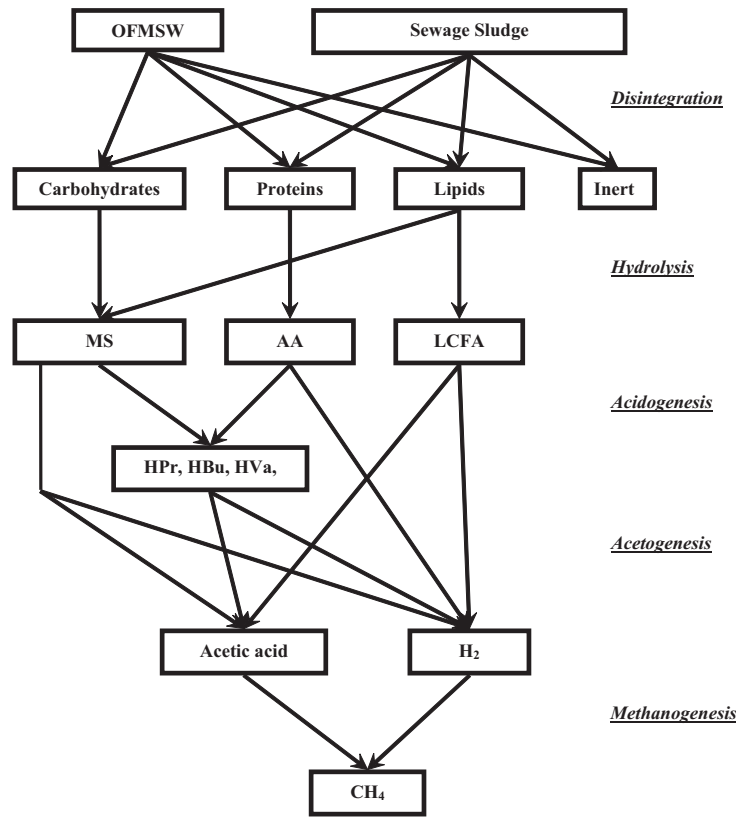 OFMSW
Sewage Sludge
Disintegration
Carbohydrates
Proteins
Lipids
Inert
Hydrolysis
MS
AA
LCFA
Acidogenesis
HPr, HBu, HVa,
Acetogenesis
Acetic acid
H₂
Methanogenesis
CH₄